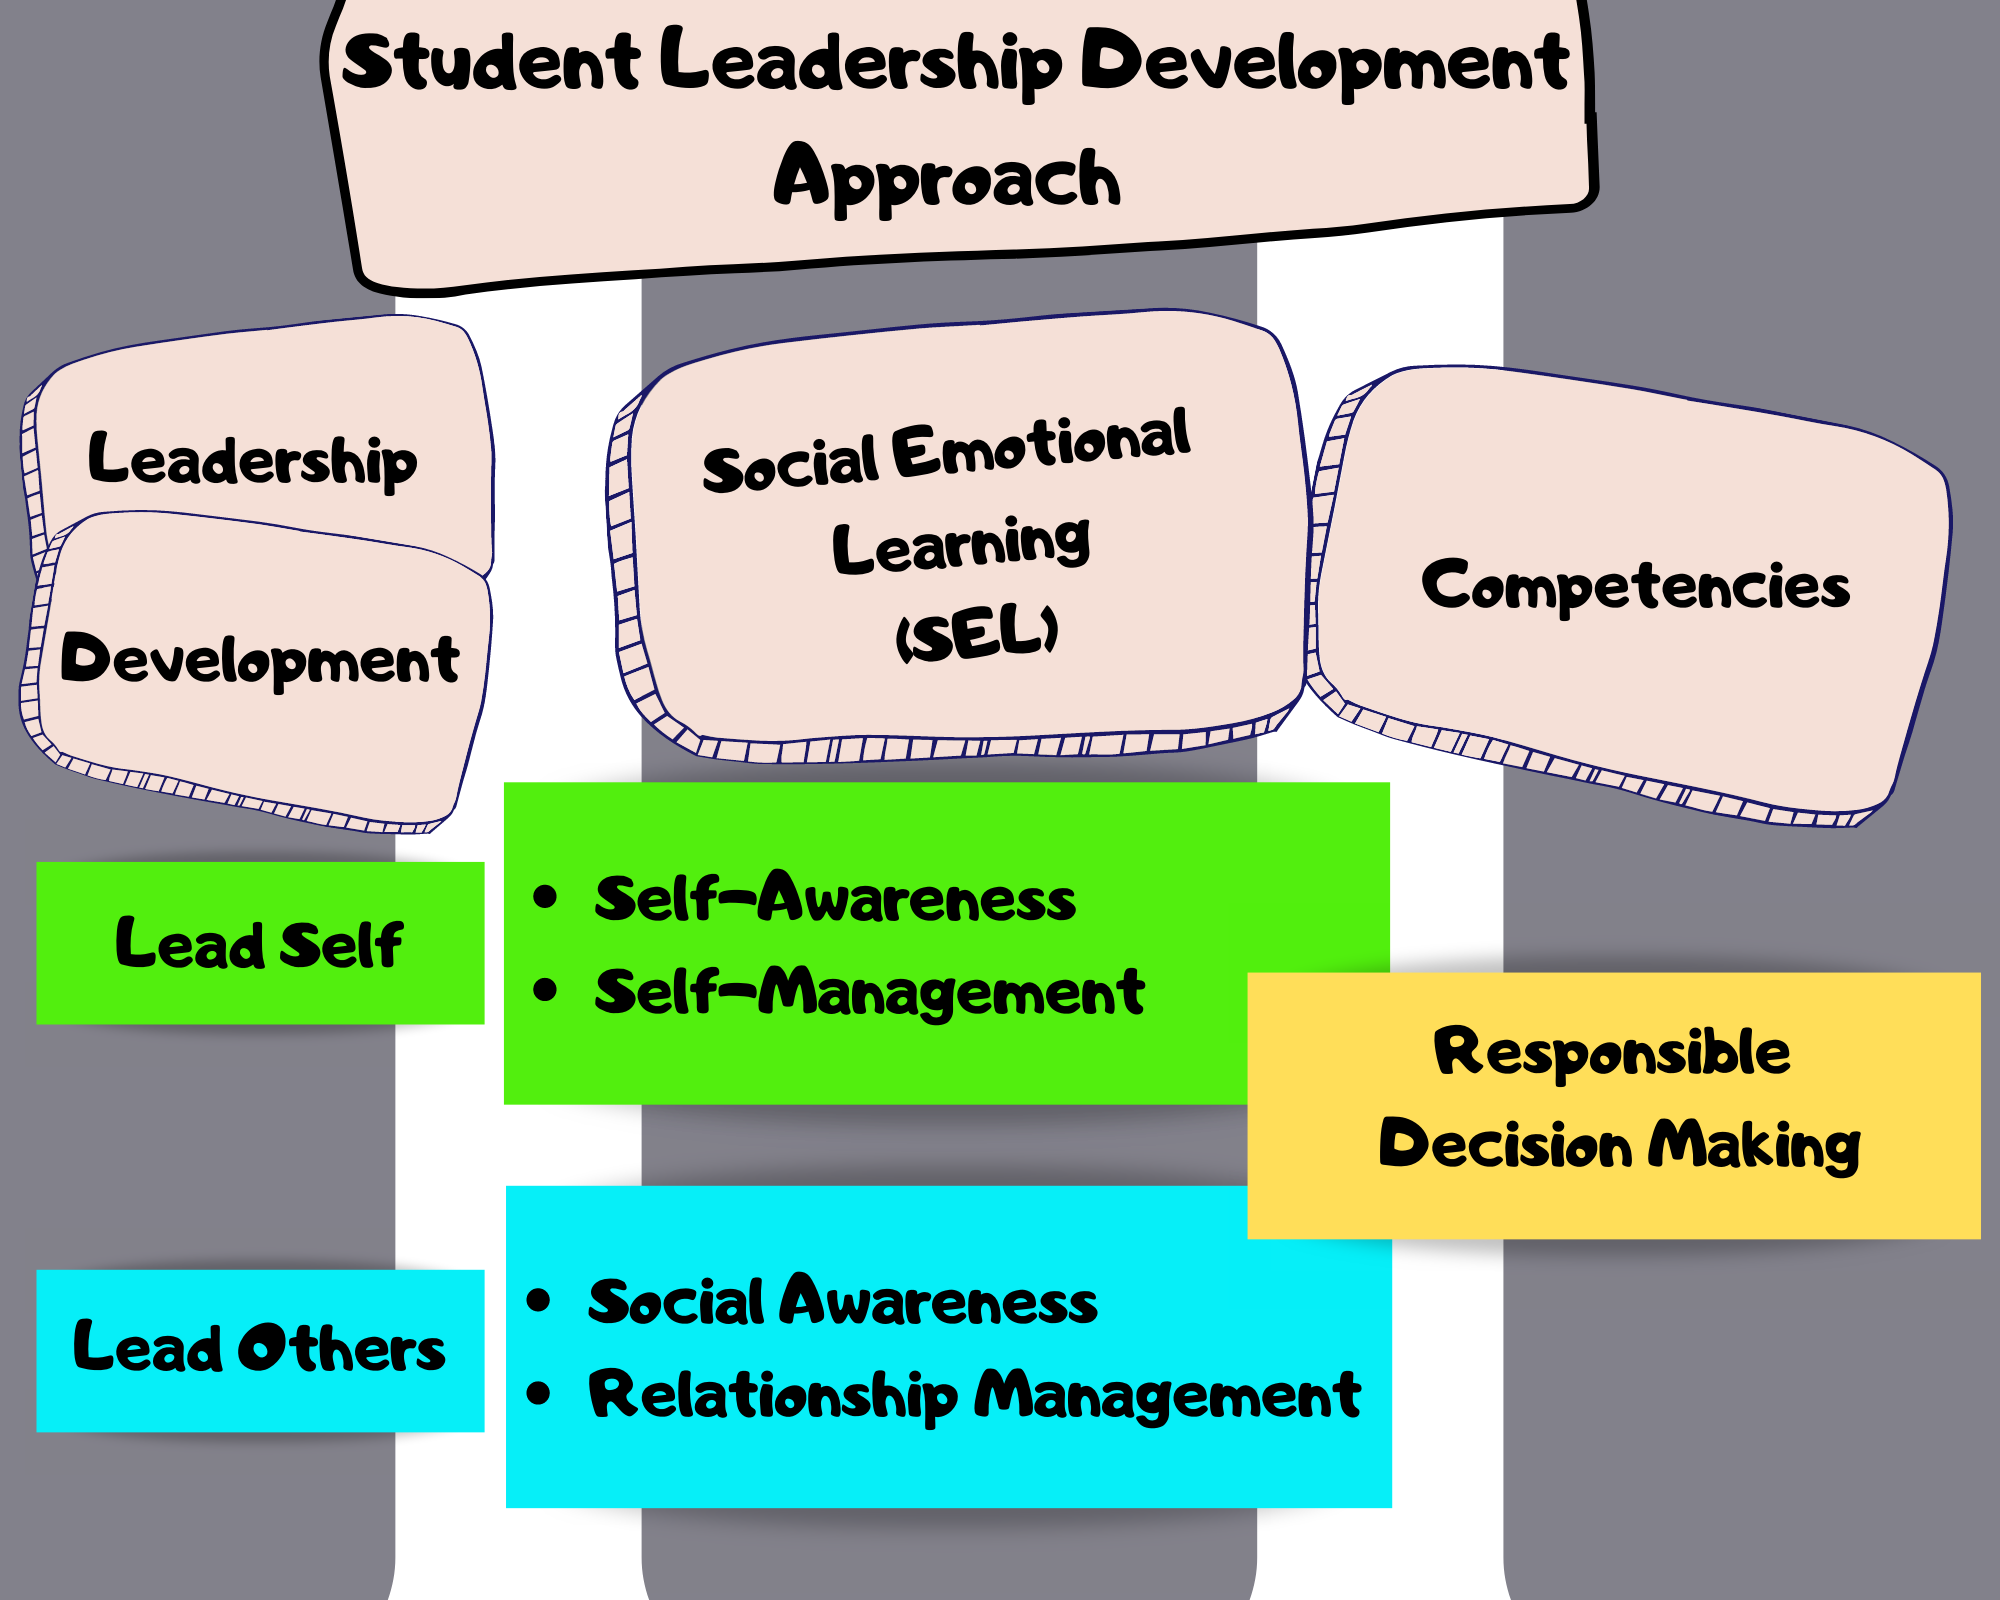 Student Leadership Development
Approach
Leadership
Development
Social Emotional
Learning
(SEL)
Competencies
Lead Self
• Self-Awareness
• Self-Management
Responsible
Decision Making
Lead Others
• Social Awareness
• Relationship Management